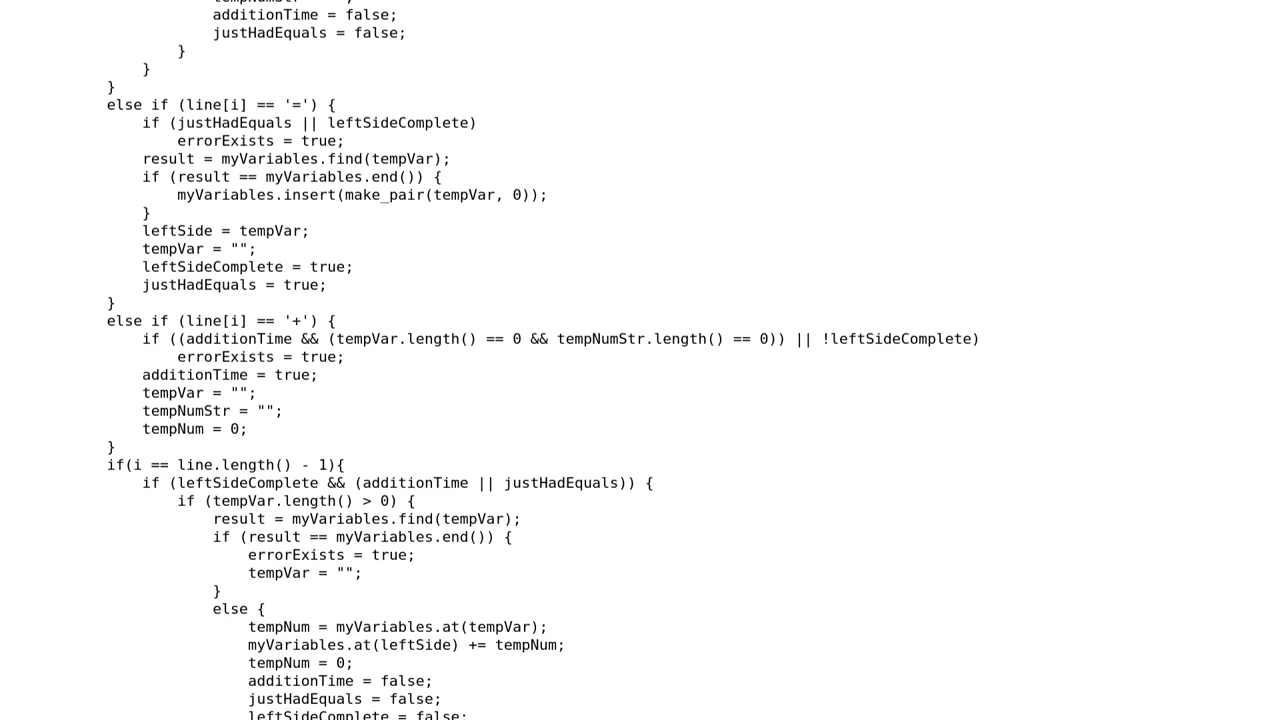 additionTime = false;
justHadEquals = false;
}
}
}
else if (line[i] == '=') {
if (justHadEquals || leftSideComplete)
errorExists = true;
result = myVariables.find(tempVar);
if (result == myVariables.end()) {
myVariables.insert(make_pair(tempVar, 0));
}
leftSide = tempVar;
tempVar = "";
leftSideComplete = true;
justHadEquals = true;
}
else if (line[i] == '+') {
if ((additionTime && (tempVar.length() == 0 && tempNumStr.length() == 0)) || !leftSideComplete)
errorExists = true;
additionTime = true;
tempVar = "";
tempNumStr = "";
tempNum = 0;
}
if(i == line.length() - 1){
if (leftSideComplete && (additionTime || justHadEquals)) {
if (tempVar.length() > 0) {
result = myVariables.find(tempVar);
if (result == myVariables.end()) {
errorExists = true;
tempVar = "";
}
else {
tempNum = myVariables.at(tempVar);
myVariables.at(leftSide) += tempNum;
tempNum = 0;
additionTime = false;
justHadEquals = false;
leftSideComplete = false;